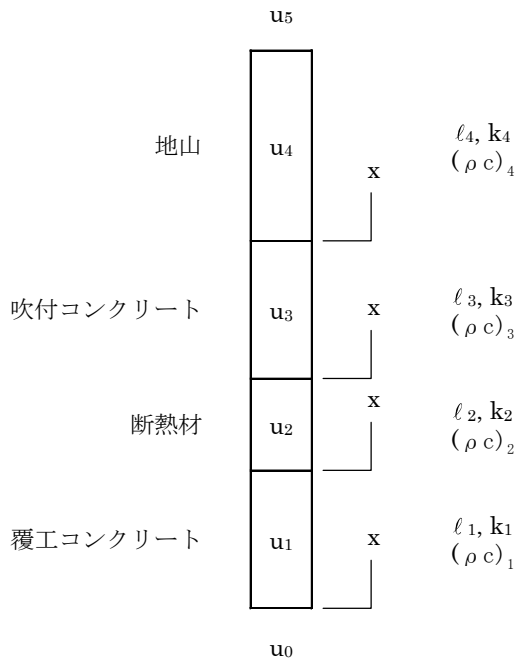 u₅
地山
u₄
x
ℓ₄, k₄
(ρc)₄
吹付コンクリート
u₃
x
ℓ₃, k₃
(ρc)₃
断熱材
u₂
x
ℓ₂, k₂
(ρc)₂
覆工コンクリート
u₁
x
ℓ₁, k₁
(ρc)₁
u₀